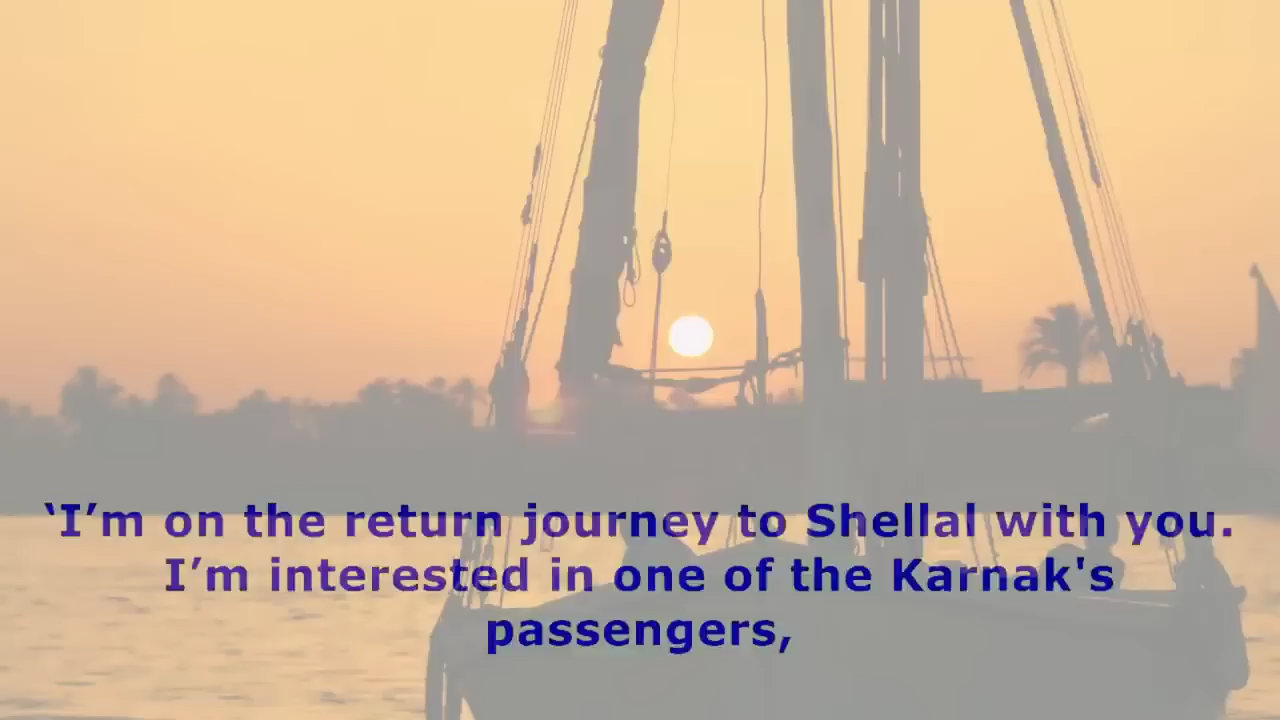 ‘I’m on the return journey to Shellal with you.
I’m interested in one of the Karnak's
passengers,